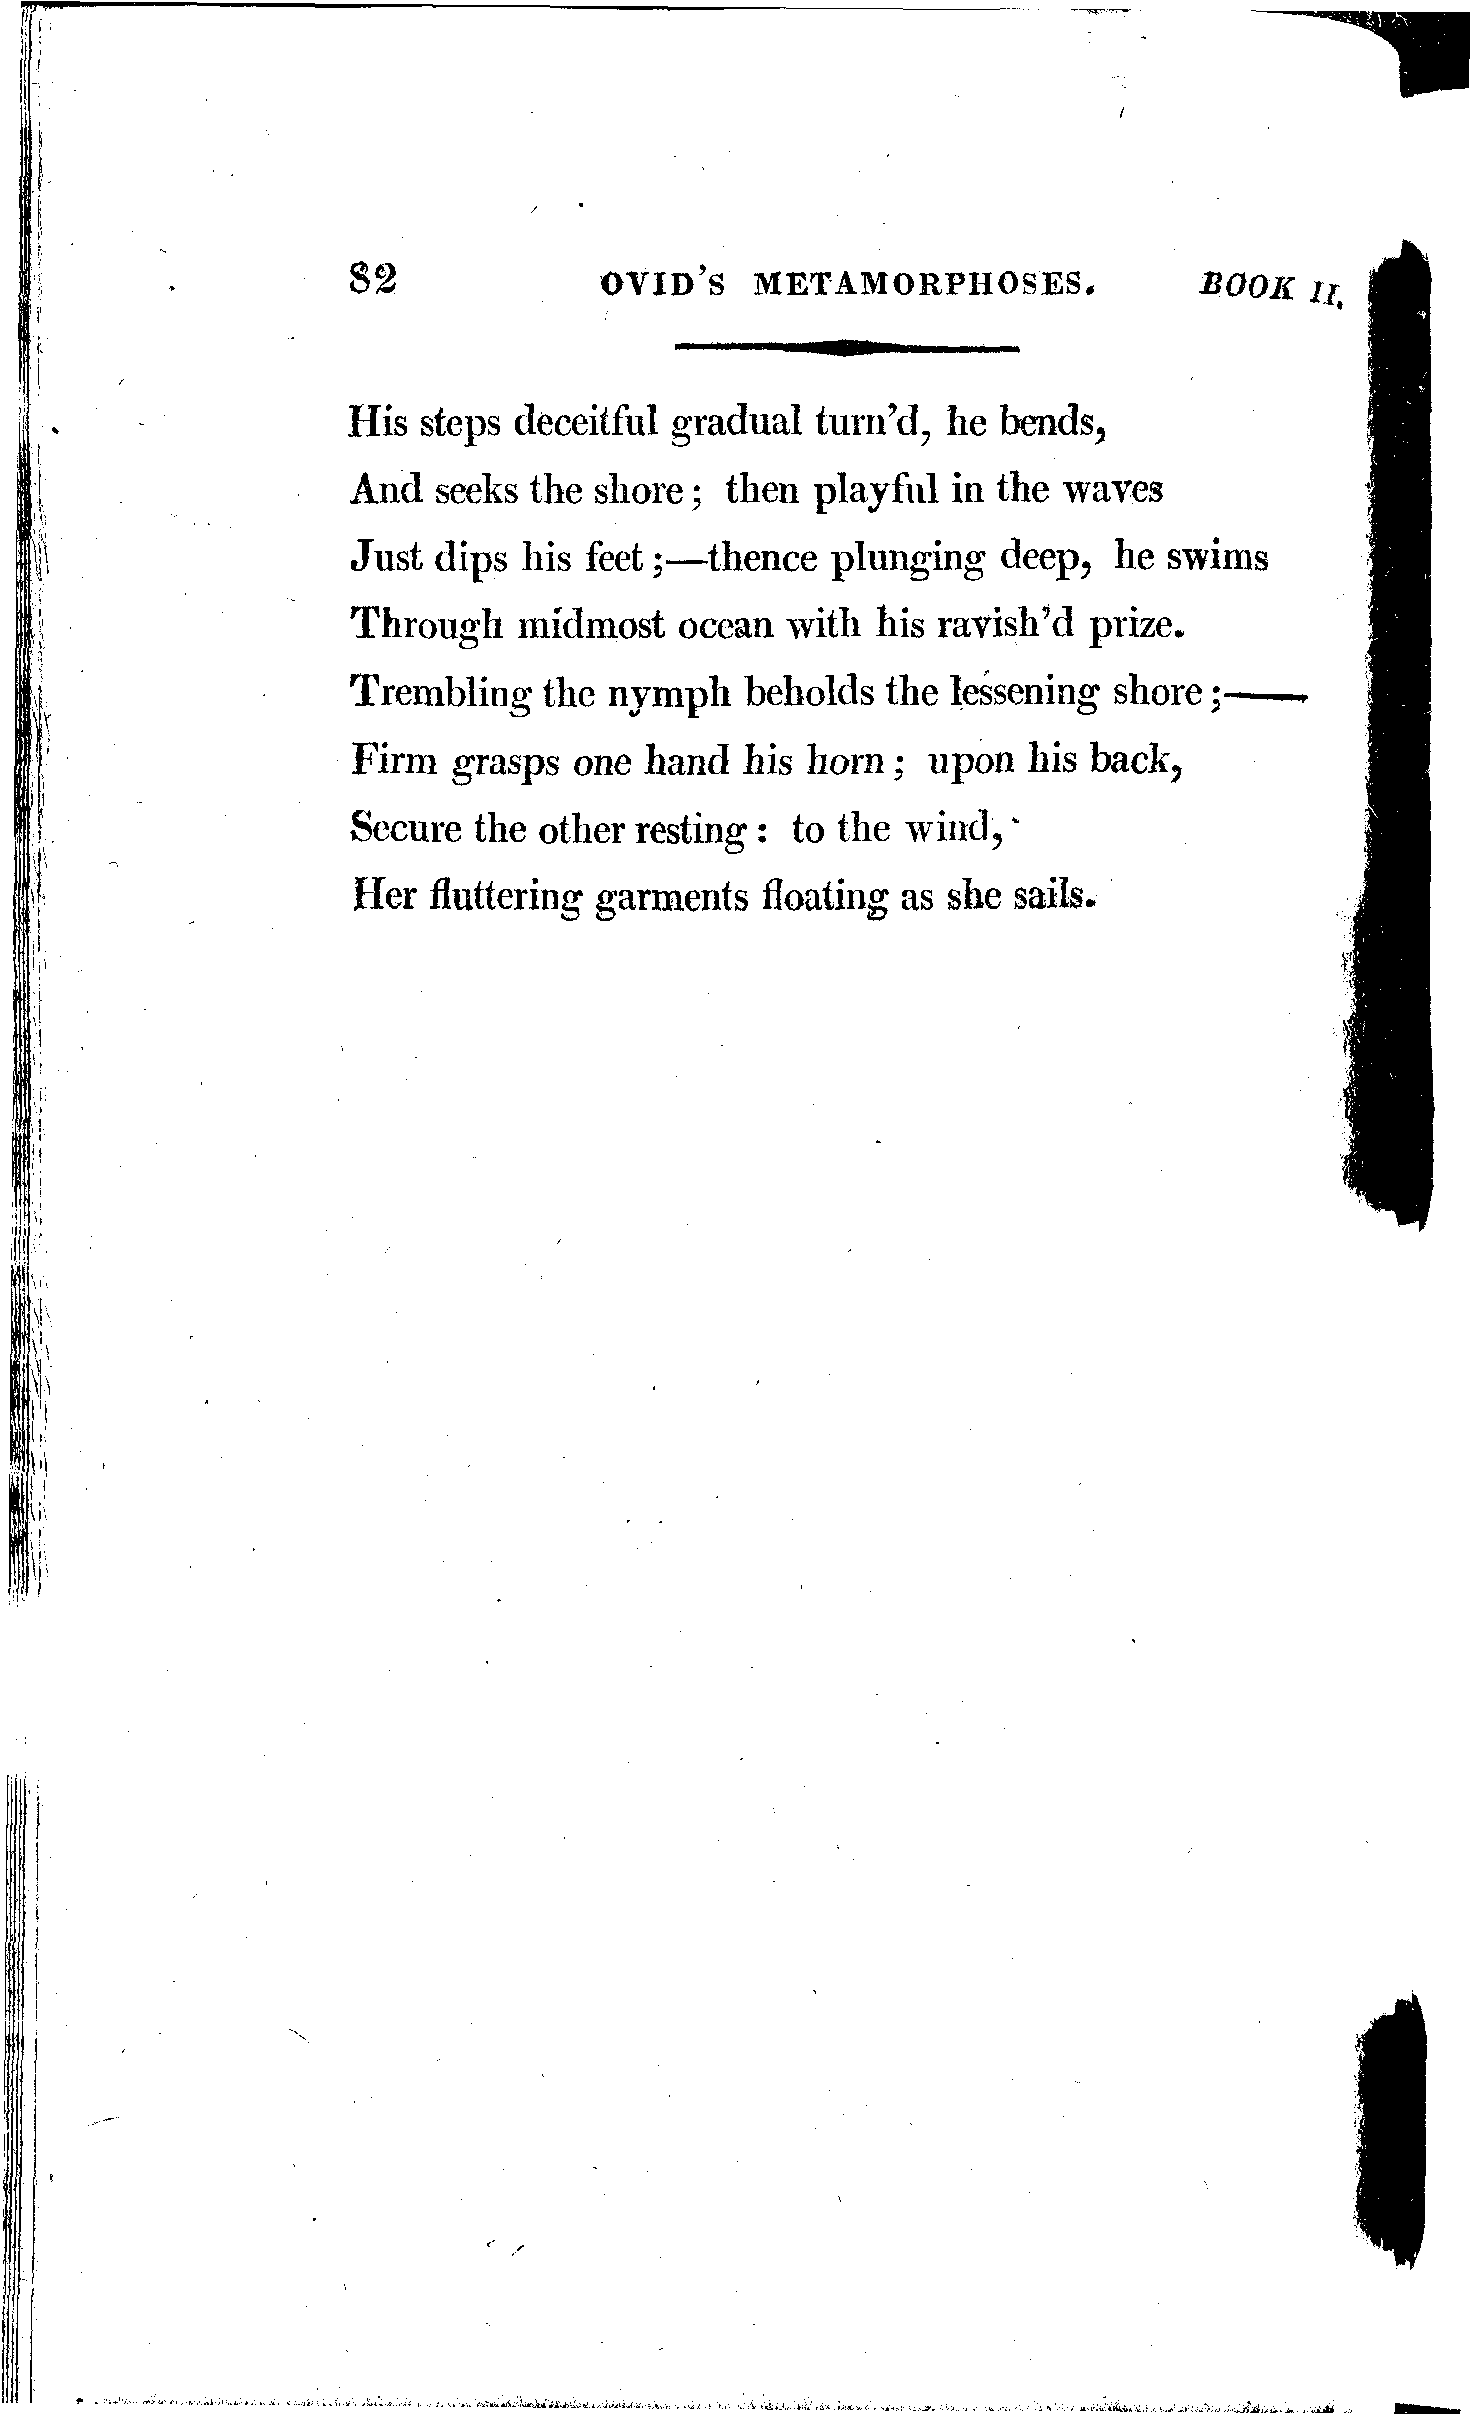 82 OVID'S METAMORPHOSES. BOOK II.
His steps deceitful gradual turn'd, he bends,
And seeks the shore; then playful in the waves
Just dips his feet;—thence plunging deep, he swims
Through midmost ocean with his ravish'd prize.
Trembling the nymph beholds the lessening shore;——
Firm grasps one hand his horn; upon his back,
Secure the other resting: to the wind,
Her fluttering garments floating as she sails.